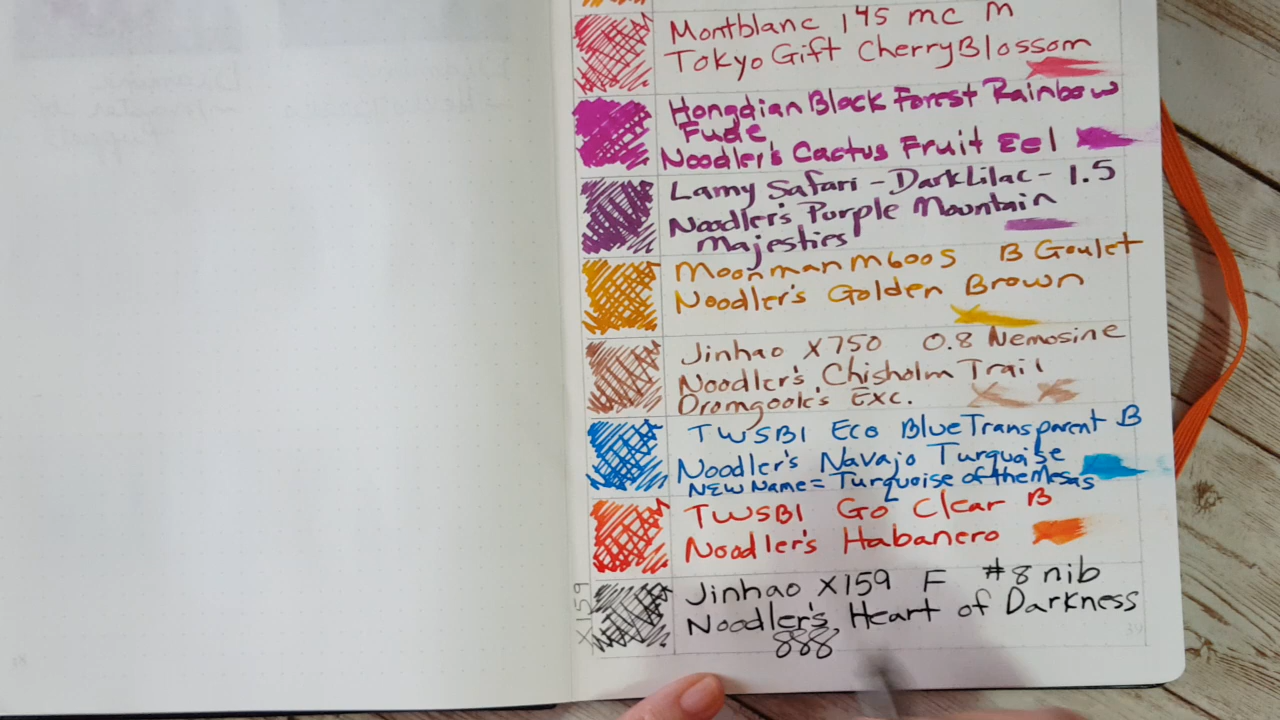 Montblanc 145 mc M
Tokyo Gift Cherry Blossom
Hongdian Black Forest Rainbow
Fude
Noodler's Cactus Fruit Eel
Lamy Safari - Dark Lilac - 1.5
Noodler's Purple Mountain
Majesties
Moonman M600S B Goulet
Noodler's Golden Brown
Jinhao X750 0.8 Nemosine
Noodler's Chisholm Trail
Dromgoole's Exc.
TWSBI Eco Blue Transparent B
Noodler's Navajo Turquoise
New Name = Turquoise of the Mesas
TWSBI Go Clear B
Noodler's Habanero
X159
Jinhao X159 F #8 nib
Noodler's Heart of Darkness
888
39